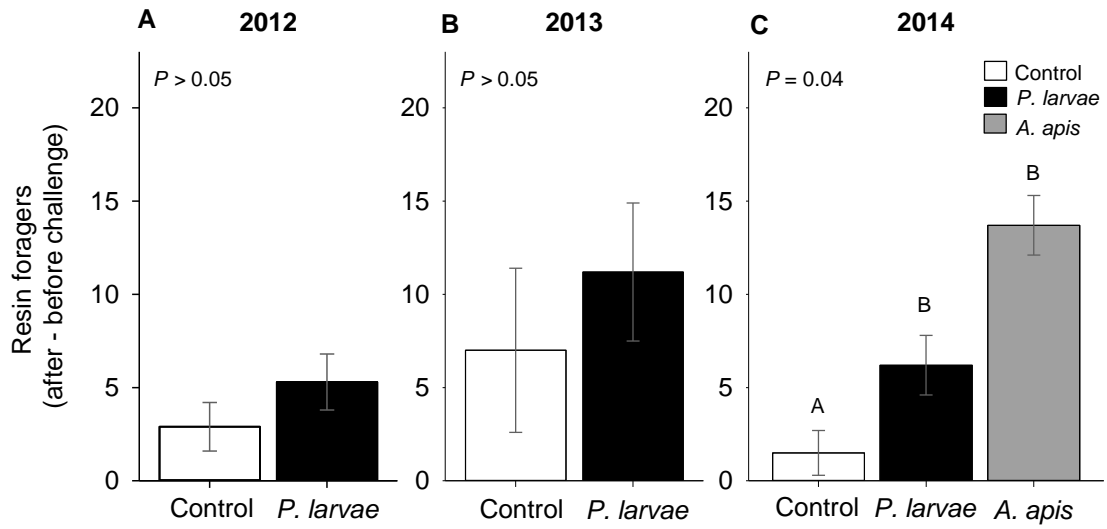 A 2012
B 2013
C 2014
P > 0.05
P > 0.05
P = 0.04
Control
P. larvae
A. apis
Resin foragers
(after - before challenge)
20
15
10
5
0
20
15
10
5
0
20
15
10
5
0
A
B
B
Control P. larvae
Control P. larvae
Control P. larvae A. apis